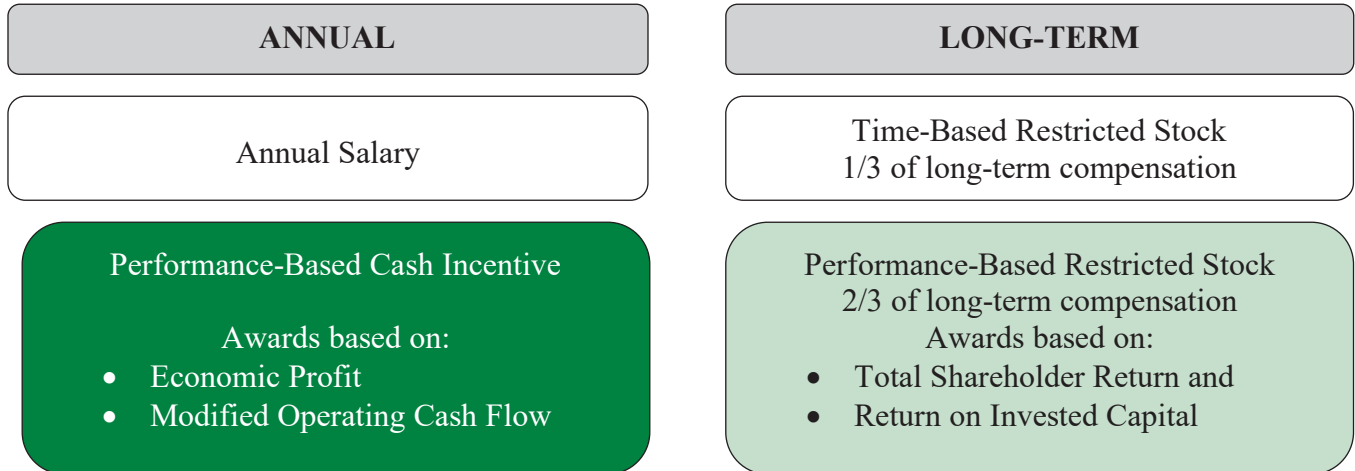 ANNUAL
Annual Salary
Performance-Based Cash Incentive
Awards based on:
• Economic Profit
• Modified Operating Cash Flow
LONG-TERM
Time-Based Restricted Stock
1/3 of long-term compensation
Performance-Based Restricted Stock
2/3 of long-term compensation
Awards based on:
• Total Shareholder Return and
• Return on Invested Capital